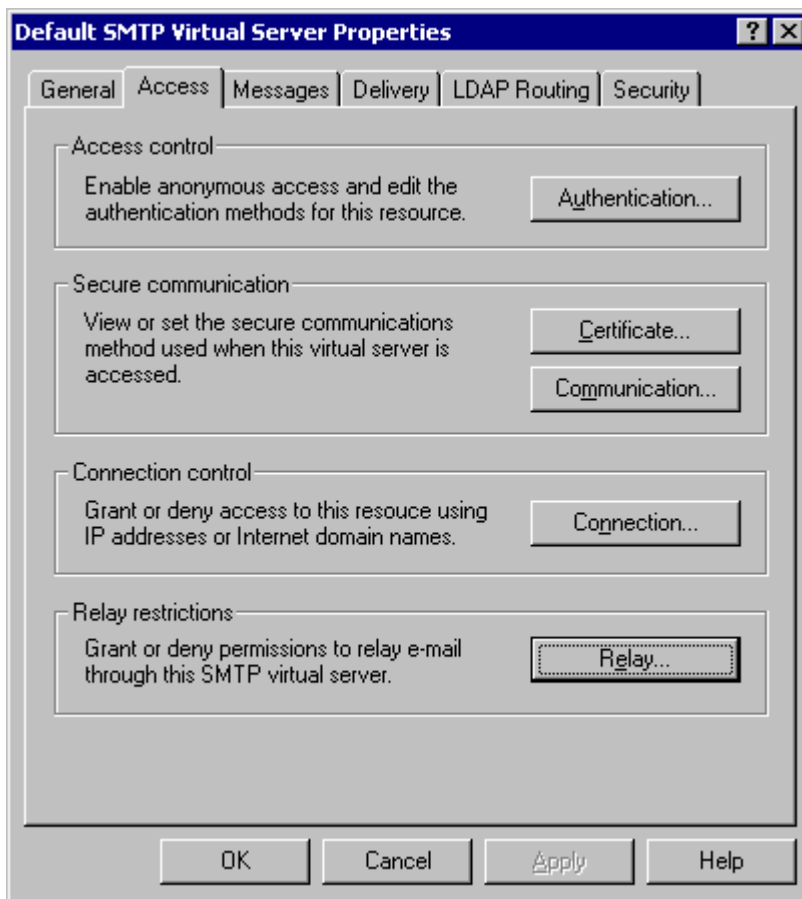 Default SMTP Virtual Server Properties
General Access Messages Delivery LDAP Routing Security
Access control
Enable anonymous access and edit the
authentication methods for this resource.
Authentication...
Secure communication
View or set the secure communications
method used when this virtual server is
accessed.
Certificate...
Communication...
Connection control
Grant or deny access to this resouce using
IP addresses or Internet domain names.
Connection...
Relay restrictions
Grant or deny permissions to relay e-mail
through this SMTP virtual server.
Relay...
OK Cancel Apply Help